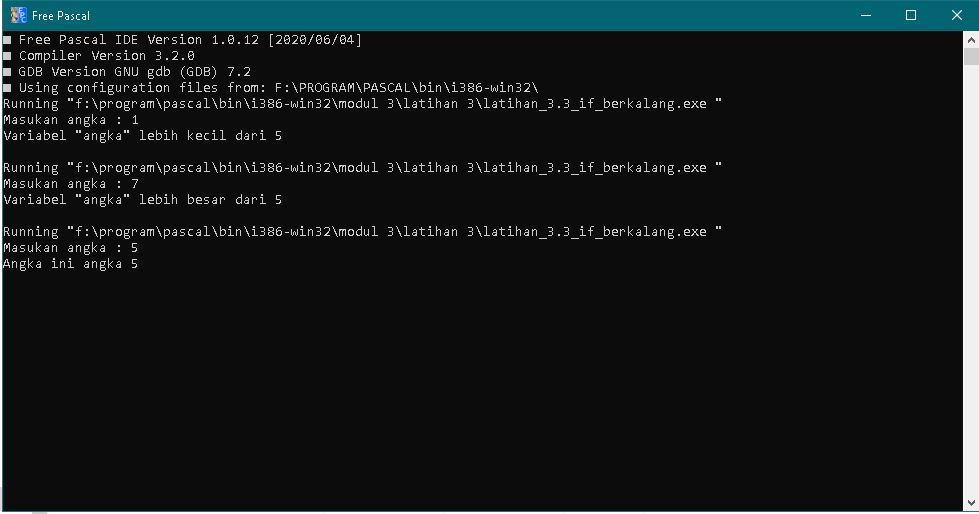 Free Pascal
■ Free Pascal IDE Version 1.0.12 [2020/06/04]
■ Compiler Version 3.2.0
■ GDB Version GNU gdb (GDB) 7.2
■ Using configuration files from: F:\PROGRAM\PASCAL\bin\i386-win32\
Running "f:\program\pascal\bin\i386-win32\modul 3\latihan 3\latihan_3.3_if_berkalang.exe "
Masukan angka : 1
Variabel "angka" lebih kecil dari 5
Running "f:\program\pascal\bin\i386-win32\modul 3\latihan 3\latihan_3.3_if_berkalang.exe "
Masukan angka : 7
Variabel "angka" lebih besar dari 5
Running "f:\program\pascal\bin\i386-win32\modul 3\latihan 3\latihan_3.3_if_berkalang.exe "
Masukan angka : 5
Angka ini angka 5